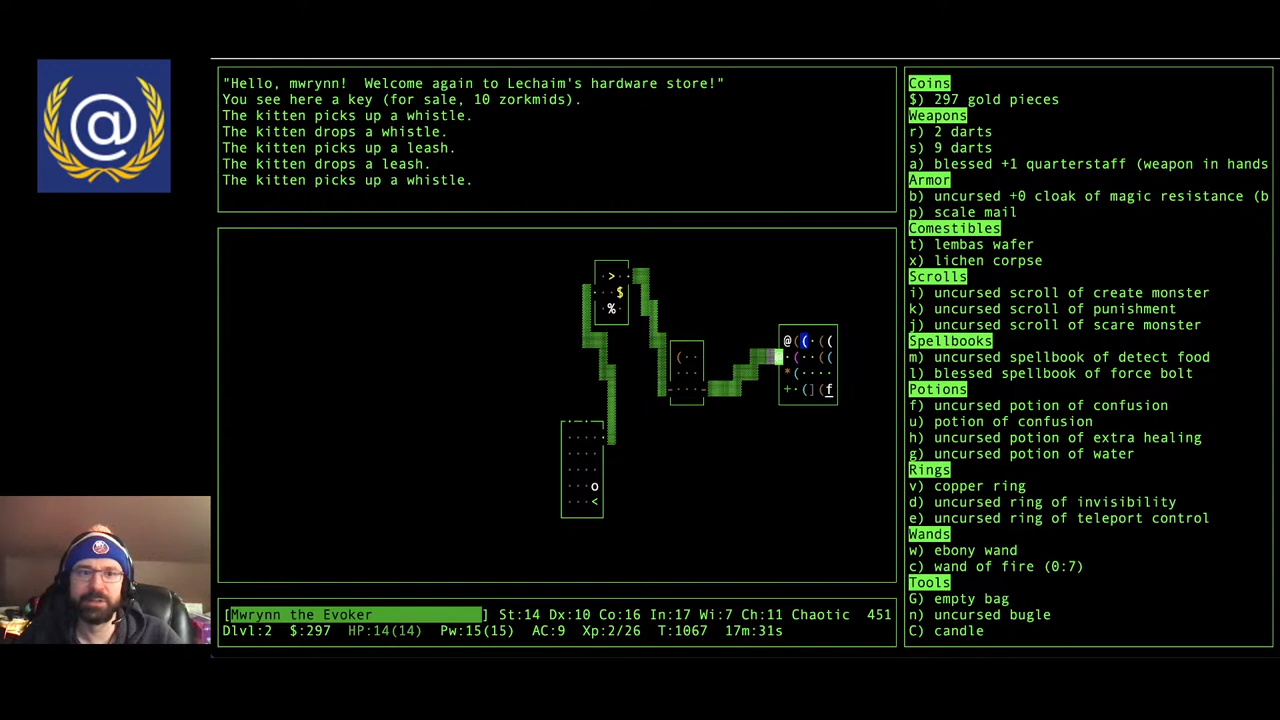 @
"Hello, mwrynn!  Welcome again to Lechaim's hardware store!"
You see here a key (for sale, 10 zorkmids).
The kitten picks up a whistle.
The kitten drops a whistle.
The kitten picks up a leash.
The kitten drops a leash.
The kitten picks up a whistle.
[Mwrynn the Evoker] St:14 Dx:10 Co:16 In:17 Wi:7 Ch:11 Chaotic 451
Dlvl:2 $:297 HP:14(14) Pw:15(15) AC:9 Xp:2/26 T:1067 17m:31s
Coins
$) 297 gold pieces
Weapons
r) 2 darts
s) 9 darts
a) blessed +1 quarterstaff (weapon in hands
Armor
b) uncursed +0 cloak of magic resistance (b
p) scale mail
Comestibles
t) lembas wafer
x) lichen corpse
Scrolls
i) uncursed scroll of create monster
k) uncursed scroll of punishment
j) uncursed scroll of scare monster
Spellbooks
m) uncursed spellbook of detect food
l) blessed spellbook of force bolt
Potions
f) uncursed potion of confusion
u) potion of confusion
h) uncursed potion of extra healing
g) uncursed potion of water
Rings
v) copper ring
d) uncursed ring of invisibility
e) uncursed ring of teleport control
Wands
w) ebony wand
c) wand of fire (0:7)
Tools
G) empty bag
n) uncursed bugle
C) candle